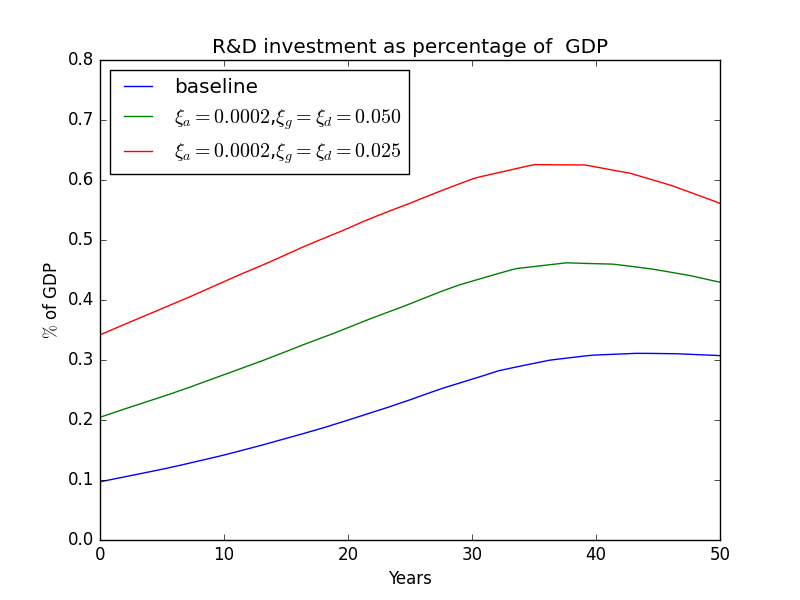 R&D investment as percentage of  GDP
baseline
ξ_a = 0.0002, ξ_g = ξ_d = 0.050
ξ_a = 0.0002, ξ_g = ξ_d = 0.025
0.8
0.7
0.6
0.5
0.4
0.3
0.2
0.1
0.0
% of GDP
0 10 20 30 40 50
Years